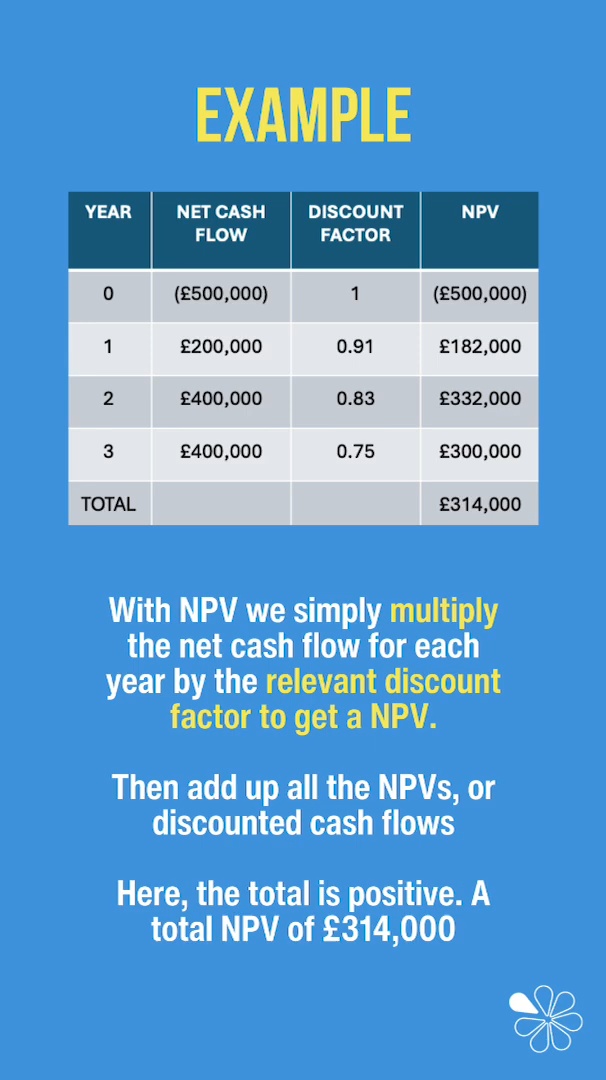 EXAMPLE
YEAR NET CASH FLOW DISCOUNT FACTOR NPV
0 (£500,000) 1 (£500,000)
1 £200,000 0.91 £182,000
2 £400,000 0.83 £332,000
3 £400,000 0.75 £300,000
TOTAL £314,000
With NPV we simply multiply
the net cash flow for each
year by the relevant discount
factor to get a NPV.
Then add up all the NPVs, or
discounted cash flows
Here, the total is positive. A
total NPV of £314,000